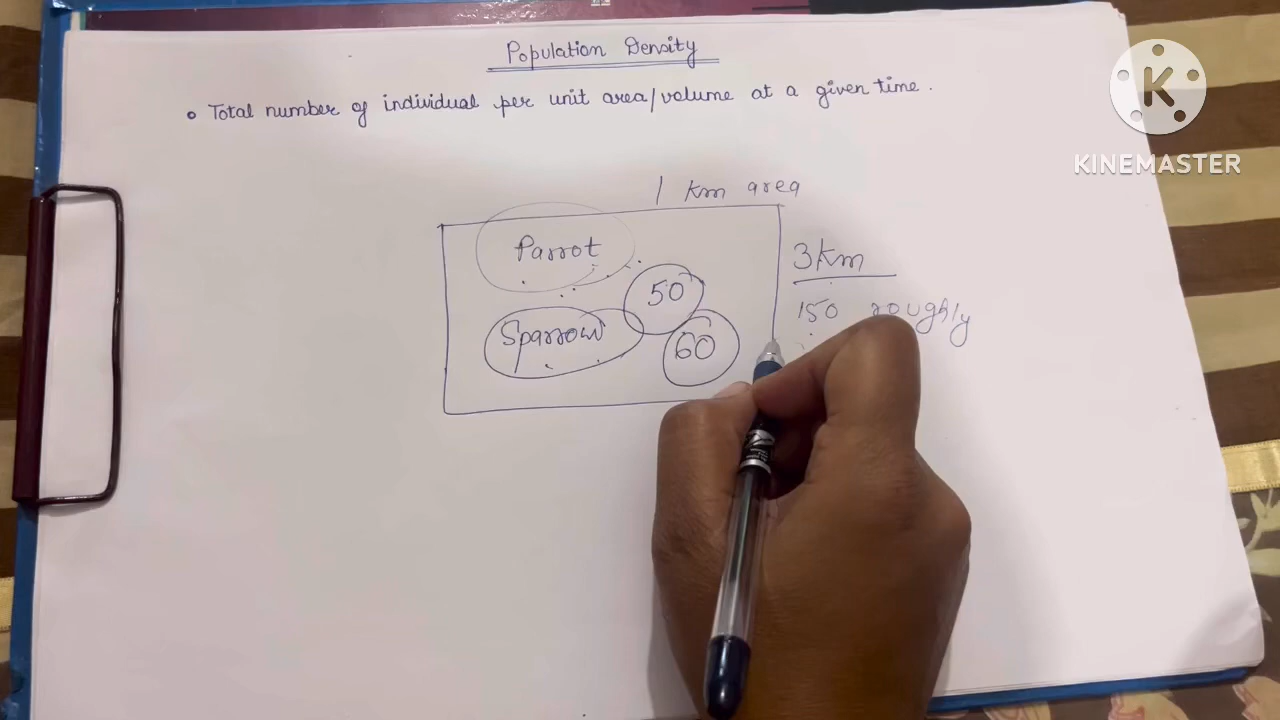 Population Density
• Total number of individual per unit area/volume at a given time.
1 Km area
Parrot
3Km
50
150 roughly
Sparrow
60
K
KINEMASTER